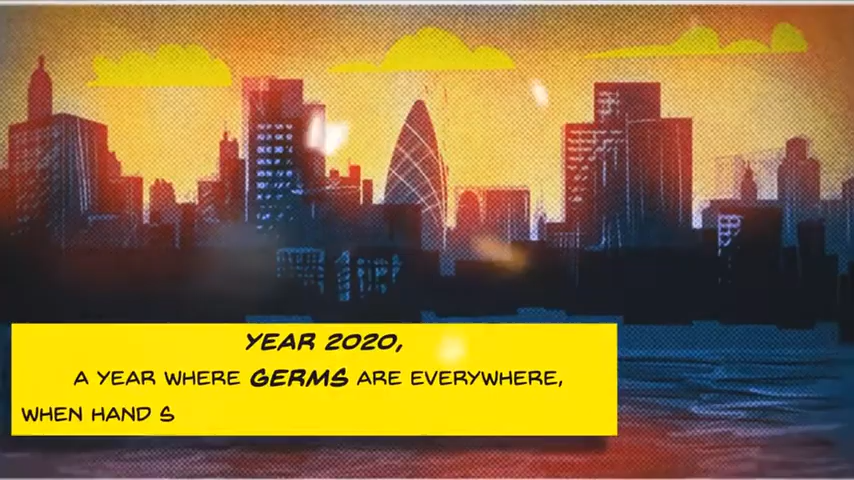 YEAR 2020,
A YEAR WHERE GERMS ARE EVERYWHERE,
WHEN HAND S